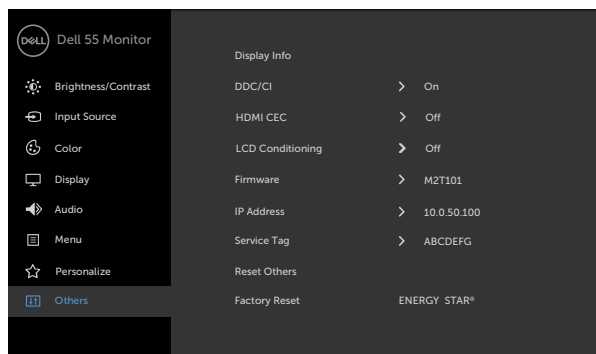 DELL Dell 55 Monitor
Brightness/Contrast
Input Source
Color
Display
Audio
Menu
Personalize
Others
Display Info
DDC/CI > On
HDMI CEC > Off
LCD Conditioning > Off
Firmware > M2T101
IP Address > 10.0.50.100
Service Tag > ABCDEFG
Reset Others
Factory Reset ENERGY STAR®